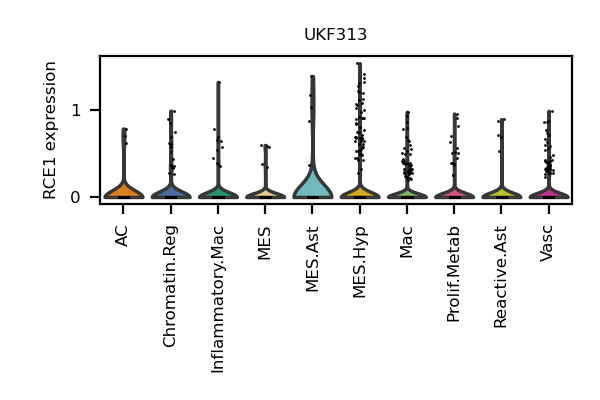 UKF313
RCE1 expression
1
0
AC
Chromatin.Reg
Inflammatory.Mac
MES
MES.Ast
MES.Hyp
Mac
Prolif.Metab
Reactive.Ast
Vasc